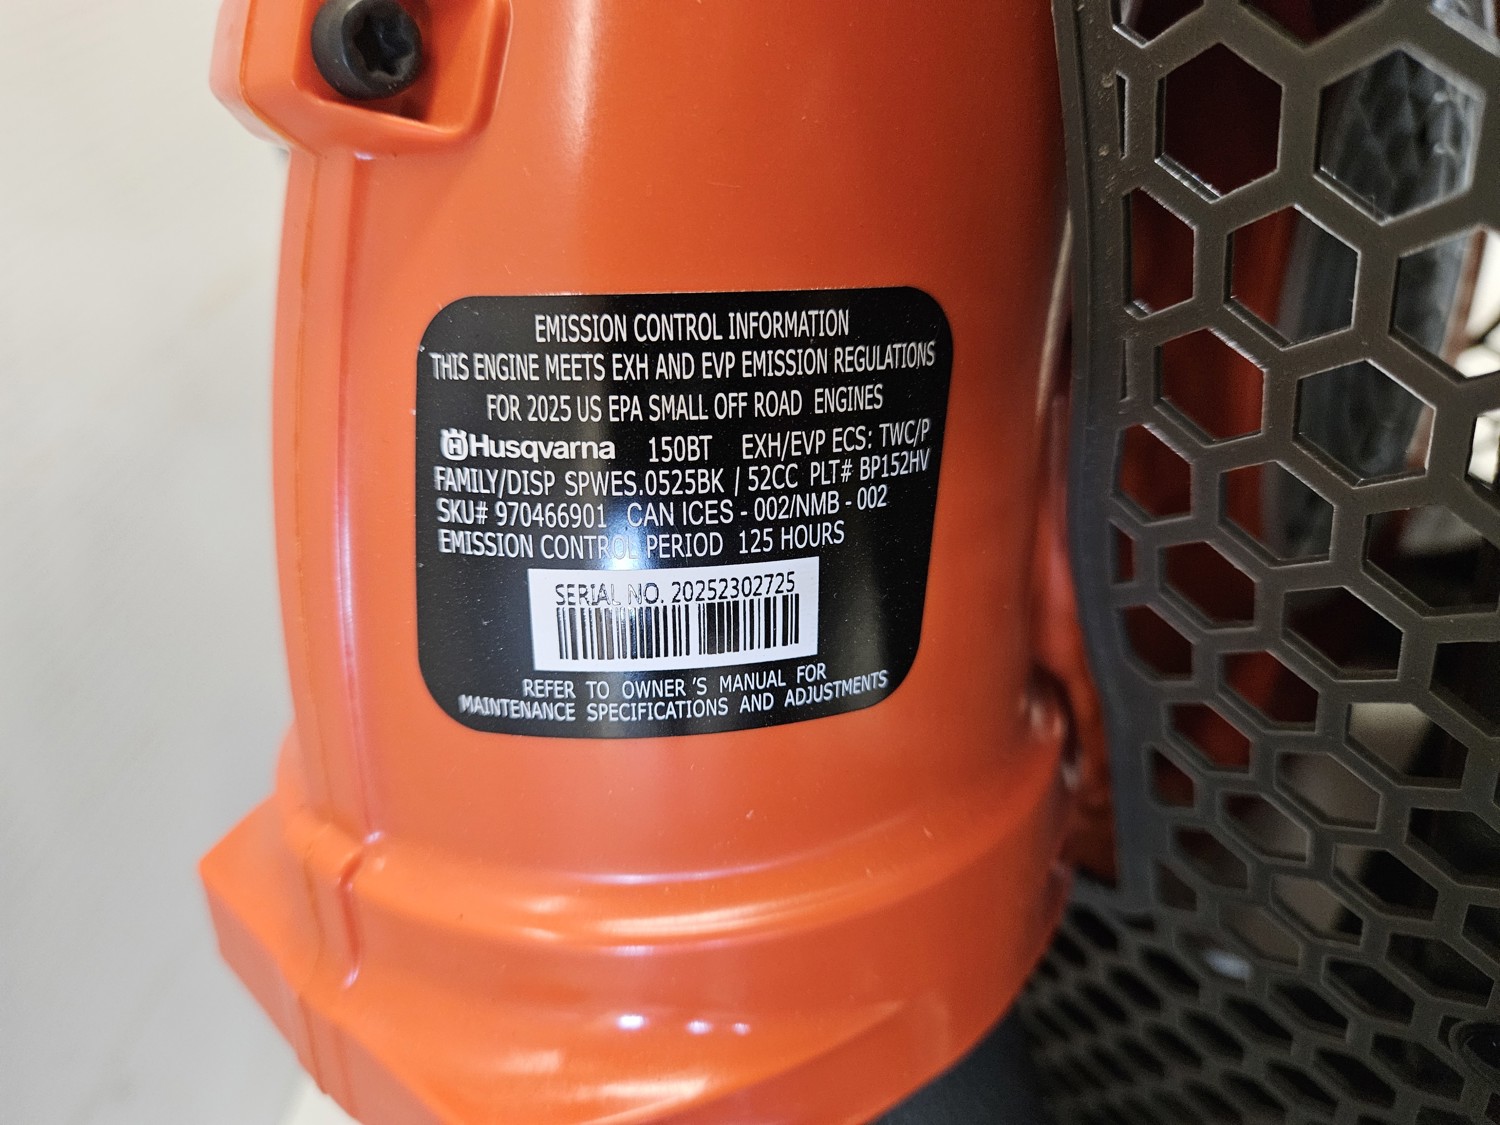 EMISSION CONTROL INFORMATION
THIS ENGINE MEETS EXH AND EVP EMISSION REGULATIONS
FOR 2025 US EPA SMALL OFF ROAD ENGINES
Husqvarna 150BT EXH/EVP ECS: TWC/P
FAMILY/DISP SPWES.0525BK / 52CC PLT# BP152HV
SKU# 970466901 CAN ICES - 002/NMB - 002
EMISSION CONTROL PERIOD 125 HOURS
SERIAL NO. 20252302725
REFER TO OWNER 'S MANUAL FOR
MAINTENANCE SPECIFICATIONS AND ADJUSTMENTS